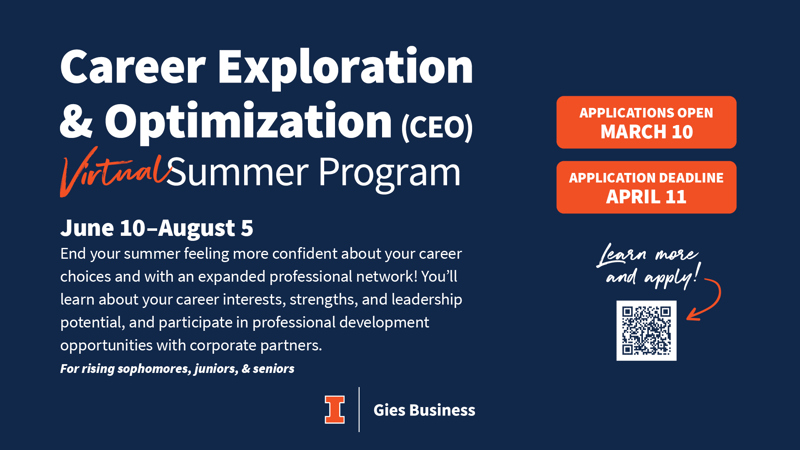 Career Exploration
& Optimization (CEO)
Virtual Summer Program
June 10–August 5
End your summer feeling more confident about your career
choices and with an expanded professional network! You’ll
learn about your career interests, strengths, and leadership
potential, and participate in professional development
opportunities with corporate partners.
For rising sophomores, juniors, & seniors
APPLICATIONS OPEN
MARCH 10
APPLICATION DEADLINE
APRIL 11
Learn more
and apply!
I
Gies Business